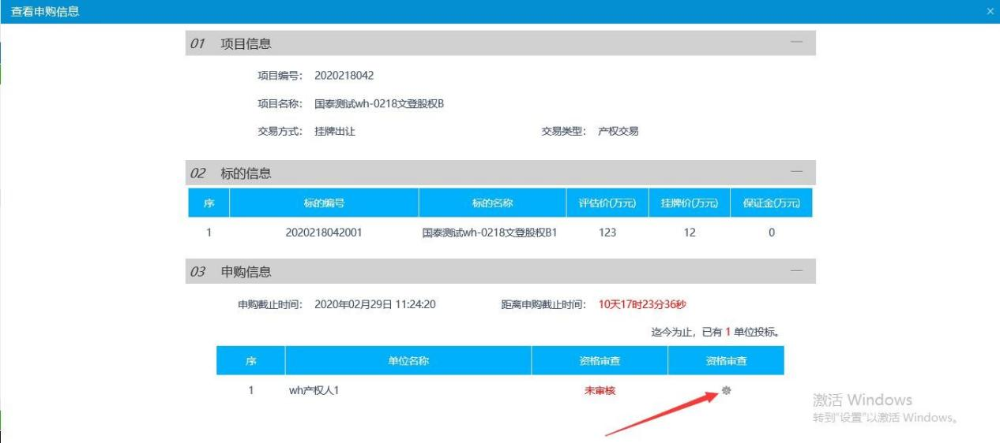 查看申购信息
01 项目信息
项目编号： 2020218042
项目名称： 国泰测试wh-0218文登股权B
交易方式： 挂牌出让 交易类型： 产权交易
02 标的信息
序 标的编号 标的名称 评估价(万元) 挂牌价(万元) 保证金(万元)
1 2020218042001 国泰测试wh-0218文登股权B1 123 12 0
03 申购信息
申购截止时间： 2020年02月29日 11:24:20 距离申购截止时间： 10天17时23分36秒
迄今为止，已有 1 单位投标。
序 单位名称 资格审查 资格审查
1 wh产权人1 未审核
激活 Windows
转到"设置"以激活 Windows。